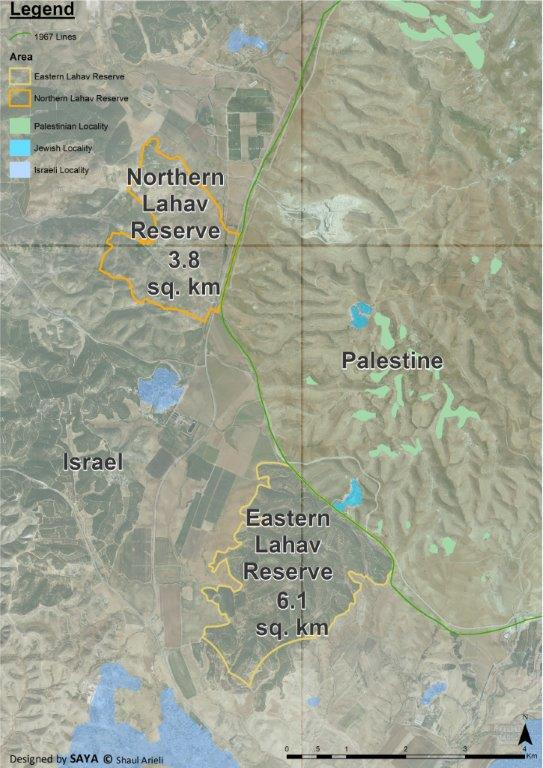 Legend
1967 Lines
Area
Eastern Lahav Reserve
Northern Lahav Reserve
Palestinian Locality
Jewish Locality
Israeli Locality
Northern
Lahav
Reserve
3.8
sq. km
Palestine
Israel
Eastern
Lahav
Reserve
6.1
sq. km
N
0 .5 1 2 3 4
Km
Designed by SAYA © Shaul Arieli